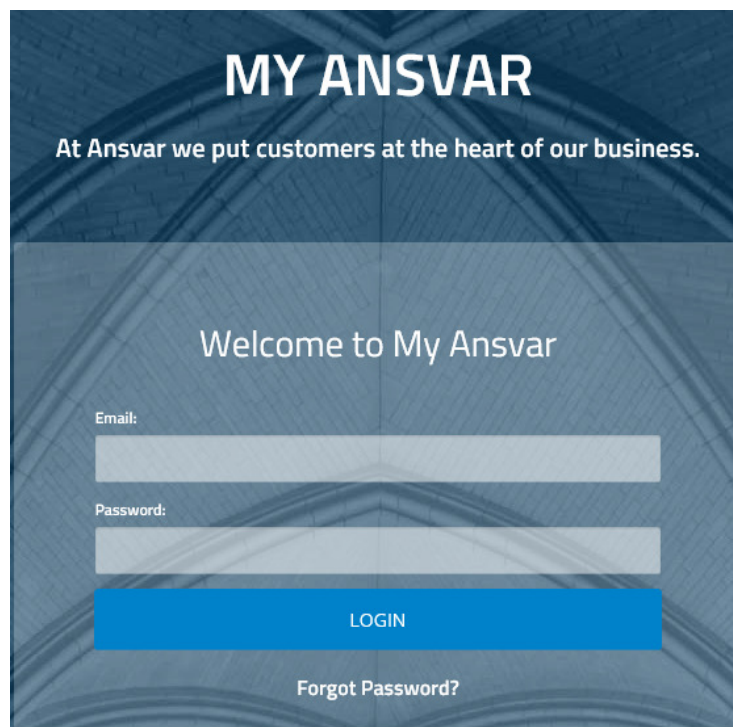 MY ANSVAR
At Ansvar we put customers at the heart of our business.
Welcome to My Ansvar
Email:
Password:
LOGIN
Forgot Password?